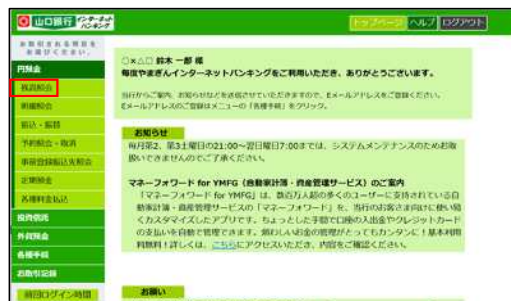 山口銀行 インターネットバンキング
トップページ ヘルプ ログアウト
お取引される項目を
お選びください。
円預金
残高照会
明細照会
振込・振替
予約照会・取消
事前登録振込先照会
定期預金
各種料金払込
投資信託
外貨預金
各種手続
お取引記録
前回ログイン時間
○×△□ 鈴木 一郎 様
毎度やまぎんインターネットバンキングをご利用いただき、ありがとうございます。
当行からご案内、お知らせなどを送信させていただきますので、Eメールアドレスをご登録ください。
Eメールアドレスのご登録はメニューの「各種手続」をクリック。
お知らせ
毎月第2、第3土曜日の21:00~翌日曜日7:00までは、システムメンテナンスのためお取
扱いできませんのでご了承ください。
マネーフォワード for YMFG（自動家計簿・資産管理サービス）のご案内
「マネーフォワード for YMFG」は、数百万人超の多くのユーザーに支持されている自
動家計簿・資産管理サービスの「マネーフォワード」を、当行のお客さま向けに使い易
くカスタマイズしたアプリです。ちょっとした手間で口座の入出金やクレジットカード
の支払いを自動で管理できます。煩わしいお金の管理がとってもカンタンに！基本利用
料無料！詳しくは、こちらにアクセスいただき、内容をご確認ください。
お願い